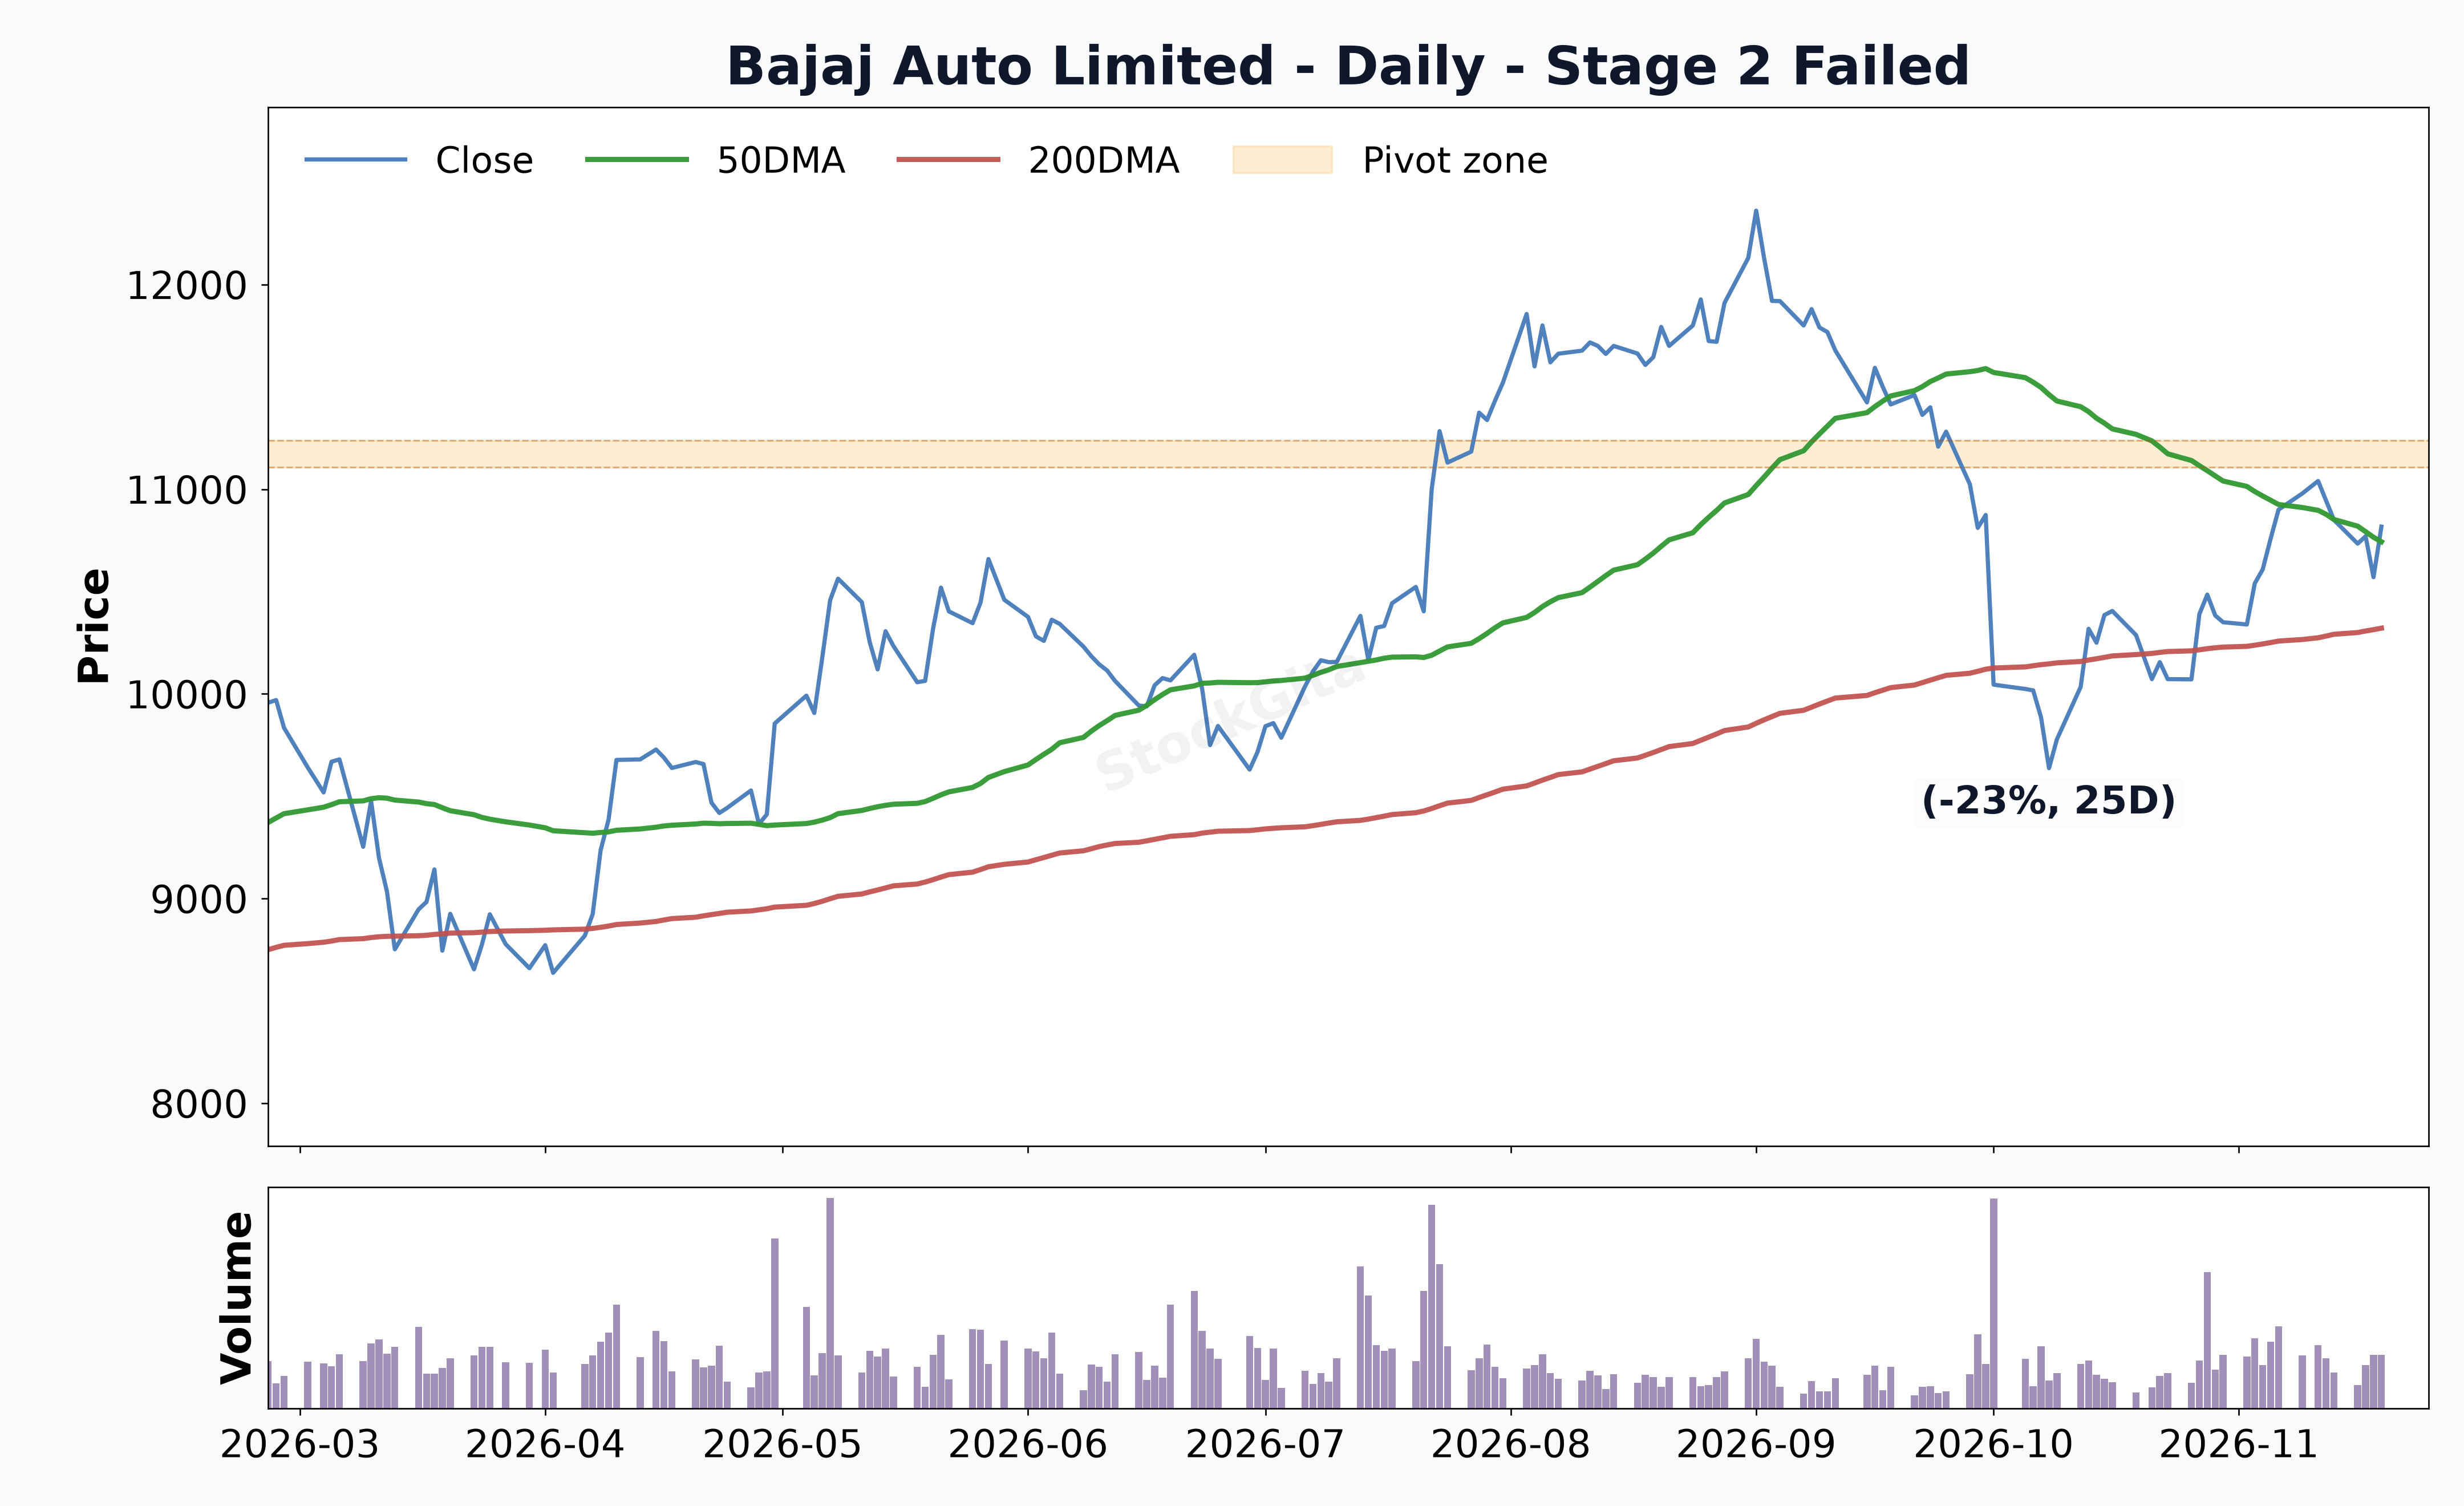 Bajaj Auto Limited - Daily - Stage 2 Failed
Close 50DMA 200DMA Pivot zone
12000
11000
10000
9000
8000
Price
StockGita
(-23%, 25D)
Volume
2026-03 2026-04 2026-05 2026-06 2026-07 2026-08 2026-09 2026-10 2026-11